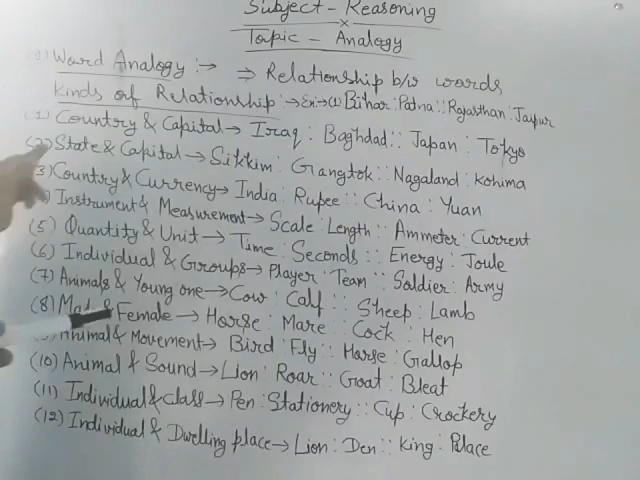 Subject - Reasoning
×
Topic - Analogy
Word Analogy :→ ⇒ Relationship b/w words
Kinds of Relationship :→ Ex:→ (1) Bihar : Patna :: Rajasthan : Jaipur
(1) Country & Capital → Iraq : Baghdad :: Japan : Tokyo
(2) State & Capital → Sikkim : Gangtok :: Nagaland : Kohima
3) Country & Currency → India : Rupee :: China : Yuan
Instrument & Measurement → Scale : Length :: Ammeter : Current
(5) Quantity & Unit → Time : Seconds :: Energy : Joule
(6) Individual & Groups → Player : Team :: Soldier : Army
(7) Animals & Young one → Cow : Calf :: Sheep : Lamb
(8) & Female → Horse : Mare :: Cock : Hen
Animal & Movement → Bird : Fly :: Horse : Gallop
(10) Animal & Sound → Lion : Roar :: Goat : Bleat
(11) Individual & class → Pen : Stationery :: Cup : Crockery
(12) Individual & Dwelling place → Lion : Den :: King : Palace